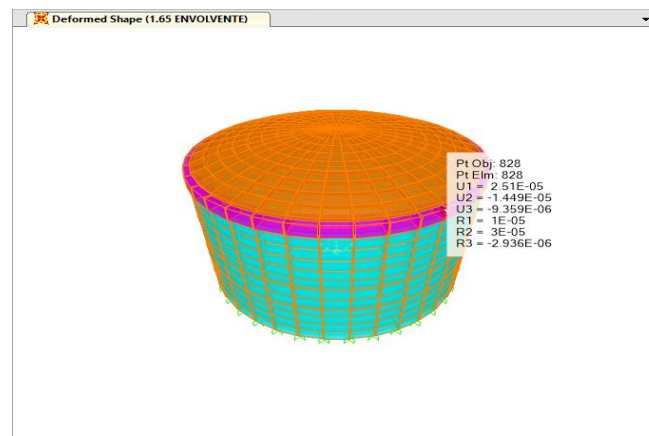 Deformed Shape (1.65 ENVOLVENTE)
Pt Obj: 828
Pt Elm: 828
U1 = 2.51E-05
U2 = -1.449E-05
U3 = -9.359E-06
R1 = 1E-05
R2 = 3E-05
R3 = -2.936E-06